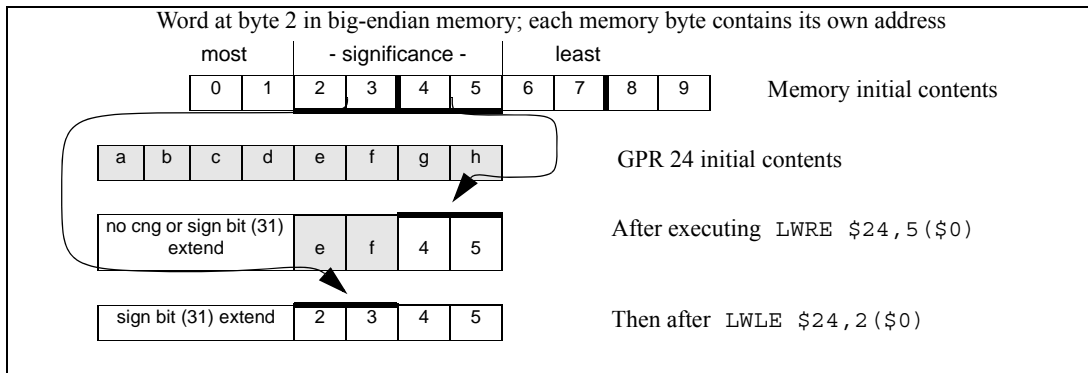 Word at byte 2 in big-endian memory; each memory byte contains its own address
most - significance - least
0 1 2 3 4 5 6 7 8 9 Memory initial contents
a b c d e f g h GPR 24 initial contents
no cng or sign bit (31)
extend e f 4 5 After executing LWRE $24,5($0)
sign bit (31) extend 2 3 4 5 Then after LWLE $24,2($0)